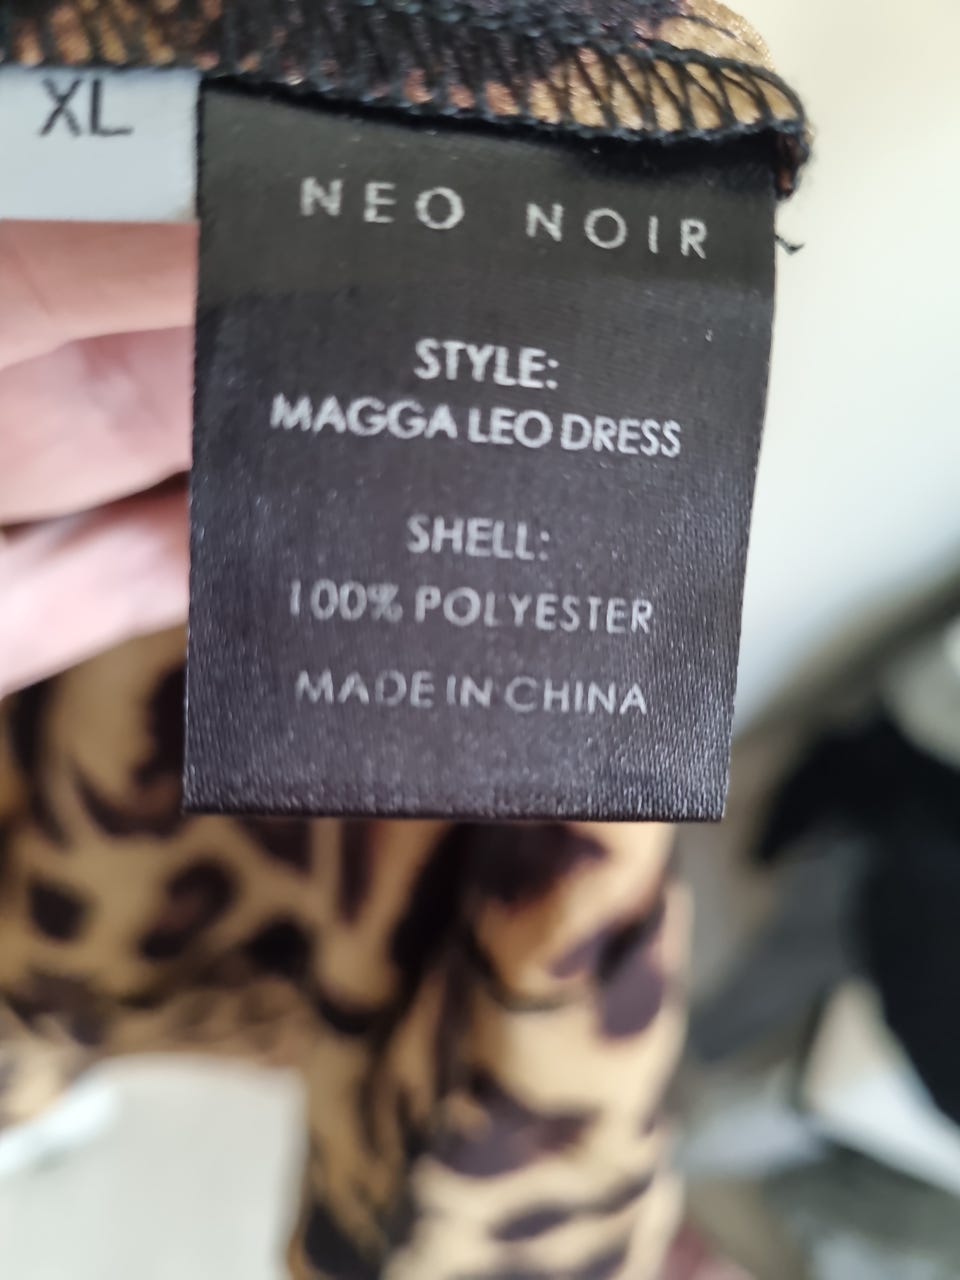 XL
NEO NOIR
STYLE:
MAGGA LEO DRESS
SHELL:
100% POLYESTER
MADE IN CHINA